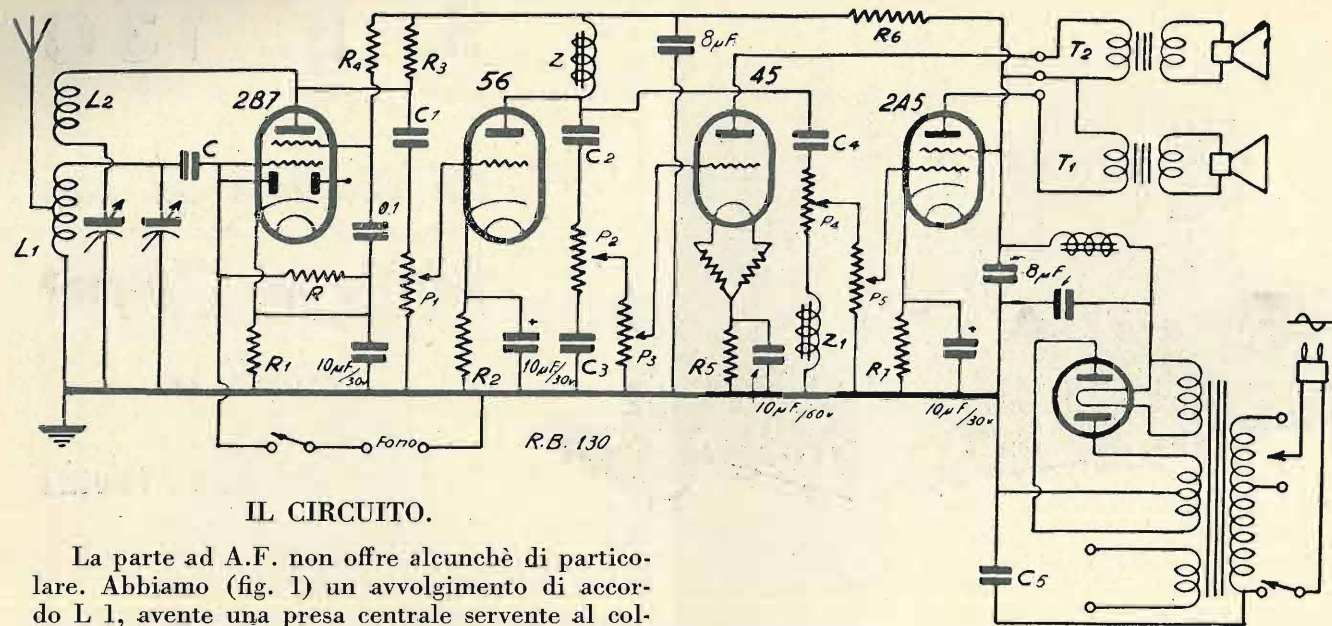 R4
R3
Z
8µF.
R6
T2
L2
2B7
56
45
2A5
C1
C
C2
C4
T1
L1
0.1
P2
P4
8µF.
R
P1
P5
R1
10µF/30v
R2
10µF/30v
C3
P3
R5
Z1
R7
10µF/60v
10µF/30v
Fono
R.B. 130
C5
IL CIRCUITO.
La parte ad A.F. non offre alcunchè di partico-
lare. Abbiamo (fig. 1) un avvolgimento di accor-
do L 1, avente una presa centrale servente al col-